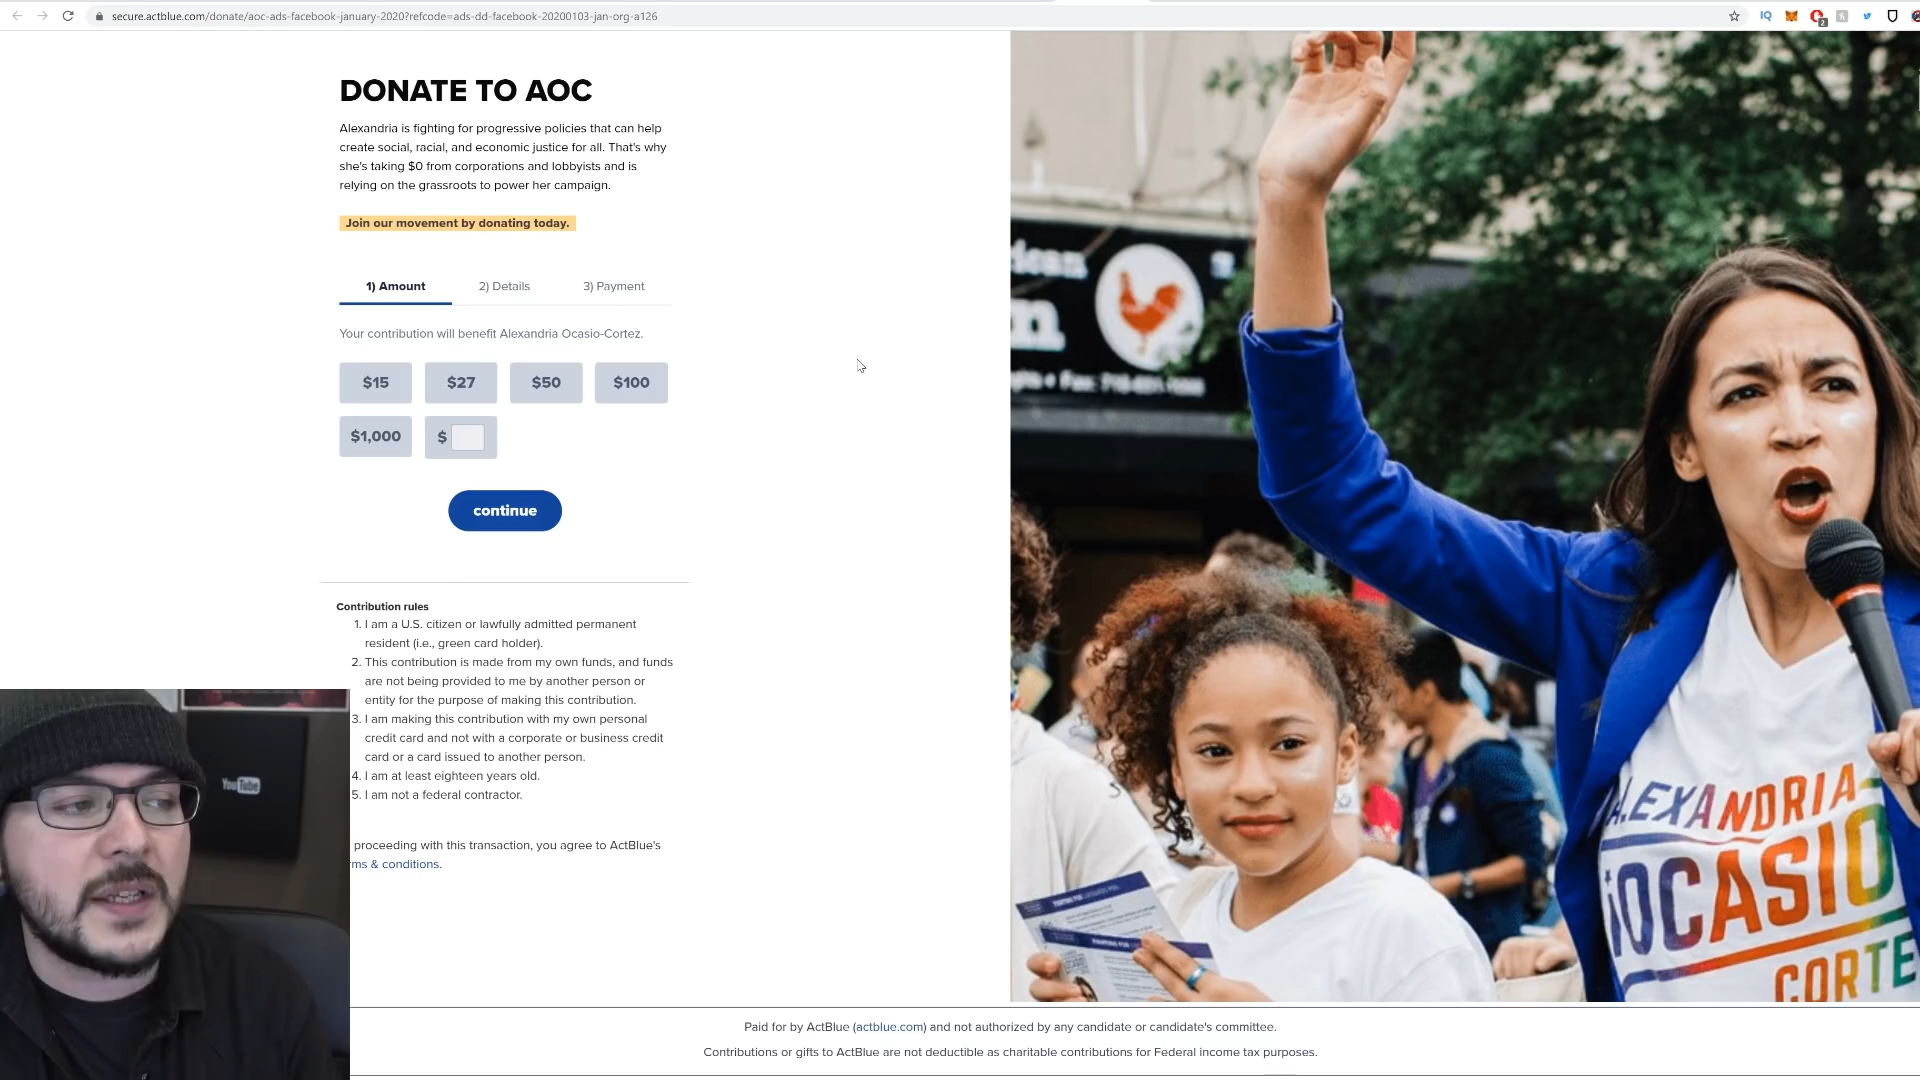 secure.actblue.com/donate/aoc-ads-facebook-january-2020?refcode=ads-dd-facebook-20200103-jan-org-a126
IQ
2
DONATE TO AOC
Alexandria is fighting for progressive policies that can help
create social, racial, and economic justice for all. That's why
she's taking $0 from corporations and lobbyists and is
relying on the grassroots to power her campaign.
Join our movement by donating today.
1) Amount
2) Details
3) Payment
Your contribution will benefit Alexandria Ocasio-Cortez.
$15
$27
$50
$100
$1,000
$
continue
Contribution rules
1. I am a U.S. citizen or lawfully admitted permanent
resident (i.e., green card holder).
2. This contribution is made from my own funds, and funds
are not being provided to me by another person or
entity for the purpose of making this contribution.
3. I am making this contribution with my own personal
credit card and not with a corporate or business credit
card or a card issued to another person.
4. I am at least eighteen years old.
5. I am not a federal contractor.
proceeding with this transaction, you agree to ActBlue's
rms & conditions.
YouTube
ALEXANDRIA
OCASIO
CORTE
Paid for by ActBlue (actblue.com) and not authorized by any candidate or candidate's committee.
Contributions or gifts to ActBlue are not deductible as charitable contributions for Federal income tax purposes.